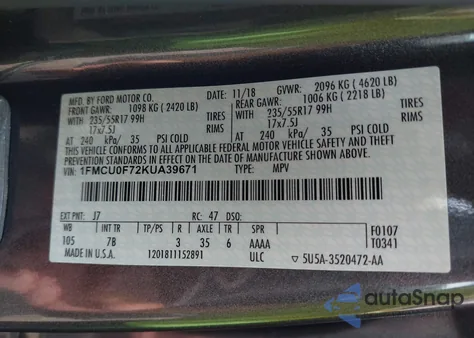 MFD. BY FORD MOTOR CO. 11/18 GVWR: 2096 KG (4620 LB)
FRONT GAWR: REAR GAWR:
1098 KG (2420 LB) 1006 KG (2218 LB)
WITH 235/55R17 99H TIRES WITH 235/55R17 99H TIRES
17x7.5J RIMS 17x7.5J RIMS
AT 240 kPa/ 35 PSI COLD AT 240 kPa/ 35 PSI COLD
THIS VEHICLE CONFORMS TO ALL APPLICABLE FEDERAL MOTOR VEHICLE SAFETY AND THEFT PREVENTION STANDARDS IN EFFECT ON THE DATE OF MANUFACTURE SHOWN ABOVE.
VIN: 1FMCU0F72KUA39671
TYPE: MPV
EXT PNT: J7 RC: 47 DSO:
WB INT TR TP/PS R AXLE TR SPR F0107
105 7B 3 35 6 AAAA T0341
MADE IN U.S.A. 1201811152891 ULC ▽ 5U5A-3520472-AA
autoSnap